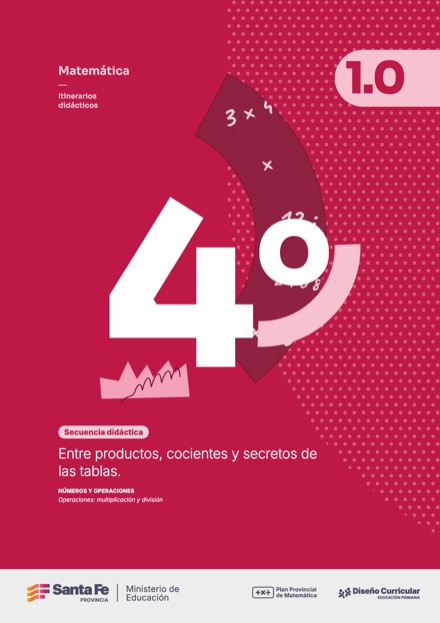 Matemática
Itinerarios
didácticos
1.0
3 × 4
×
4º
Secuencia didáctica
Entre productos, cocientes y secretos de
las tablas.
NÚMEROS Y OPERACIONES
Operaciones: multiplicación y división
Santa Fe
PROVINCIA
Ministerio de
Educación
Plan Provincial
de Matemática
Diseño Curricular
EDUCACIÓN PRIMARIA